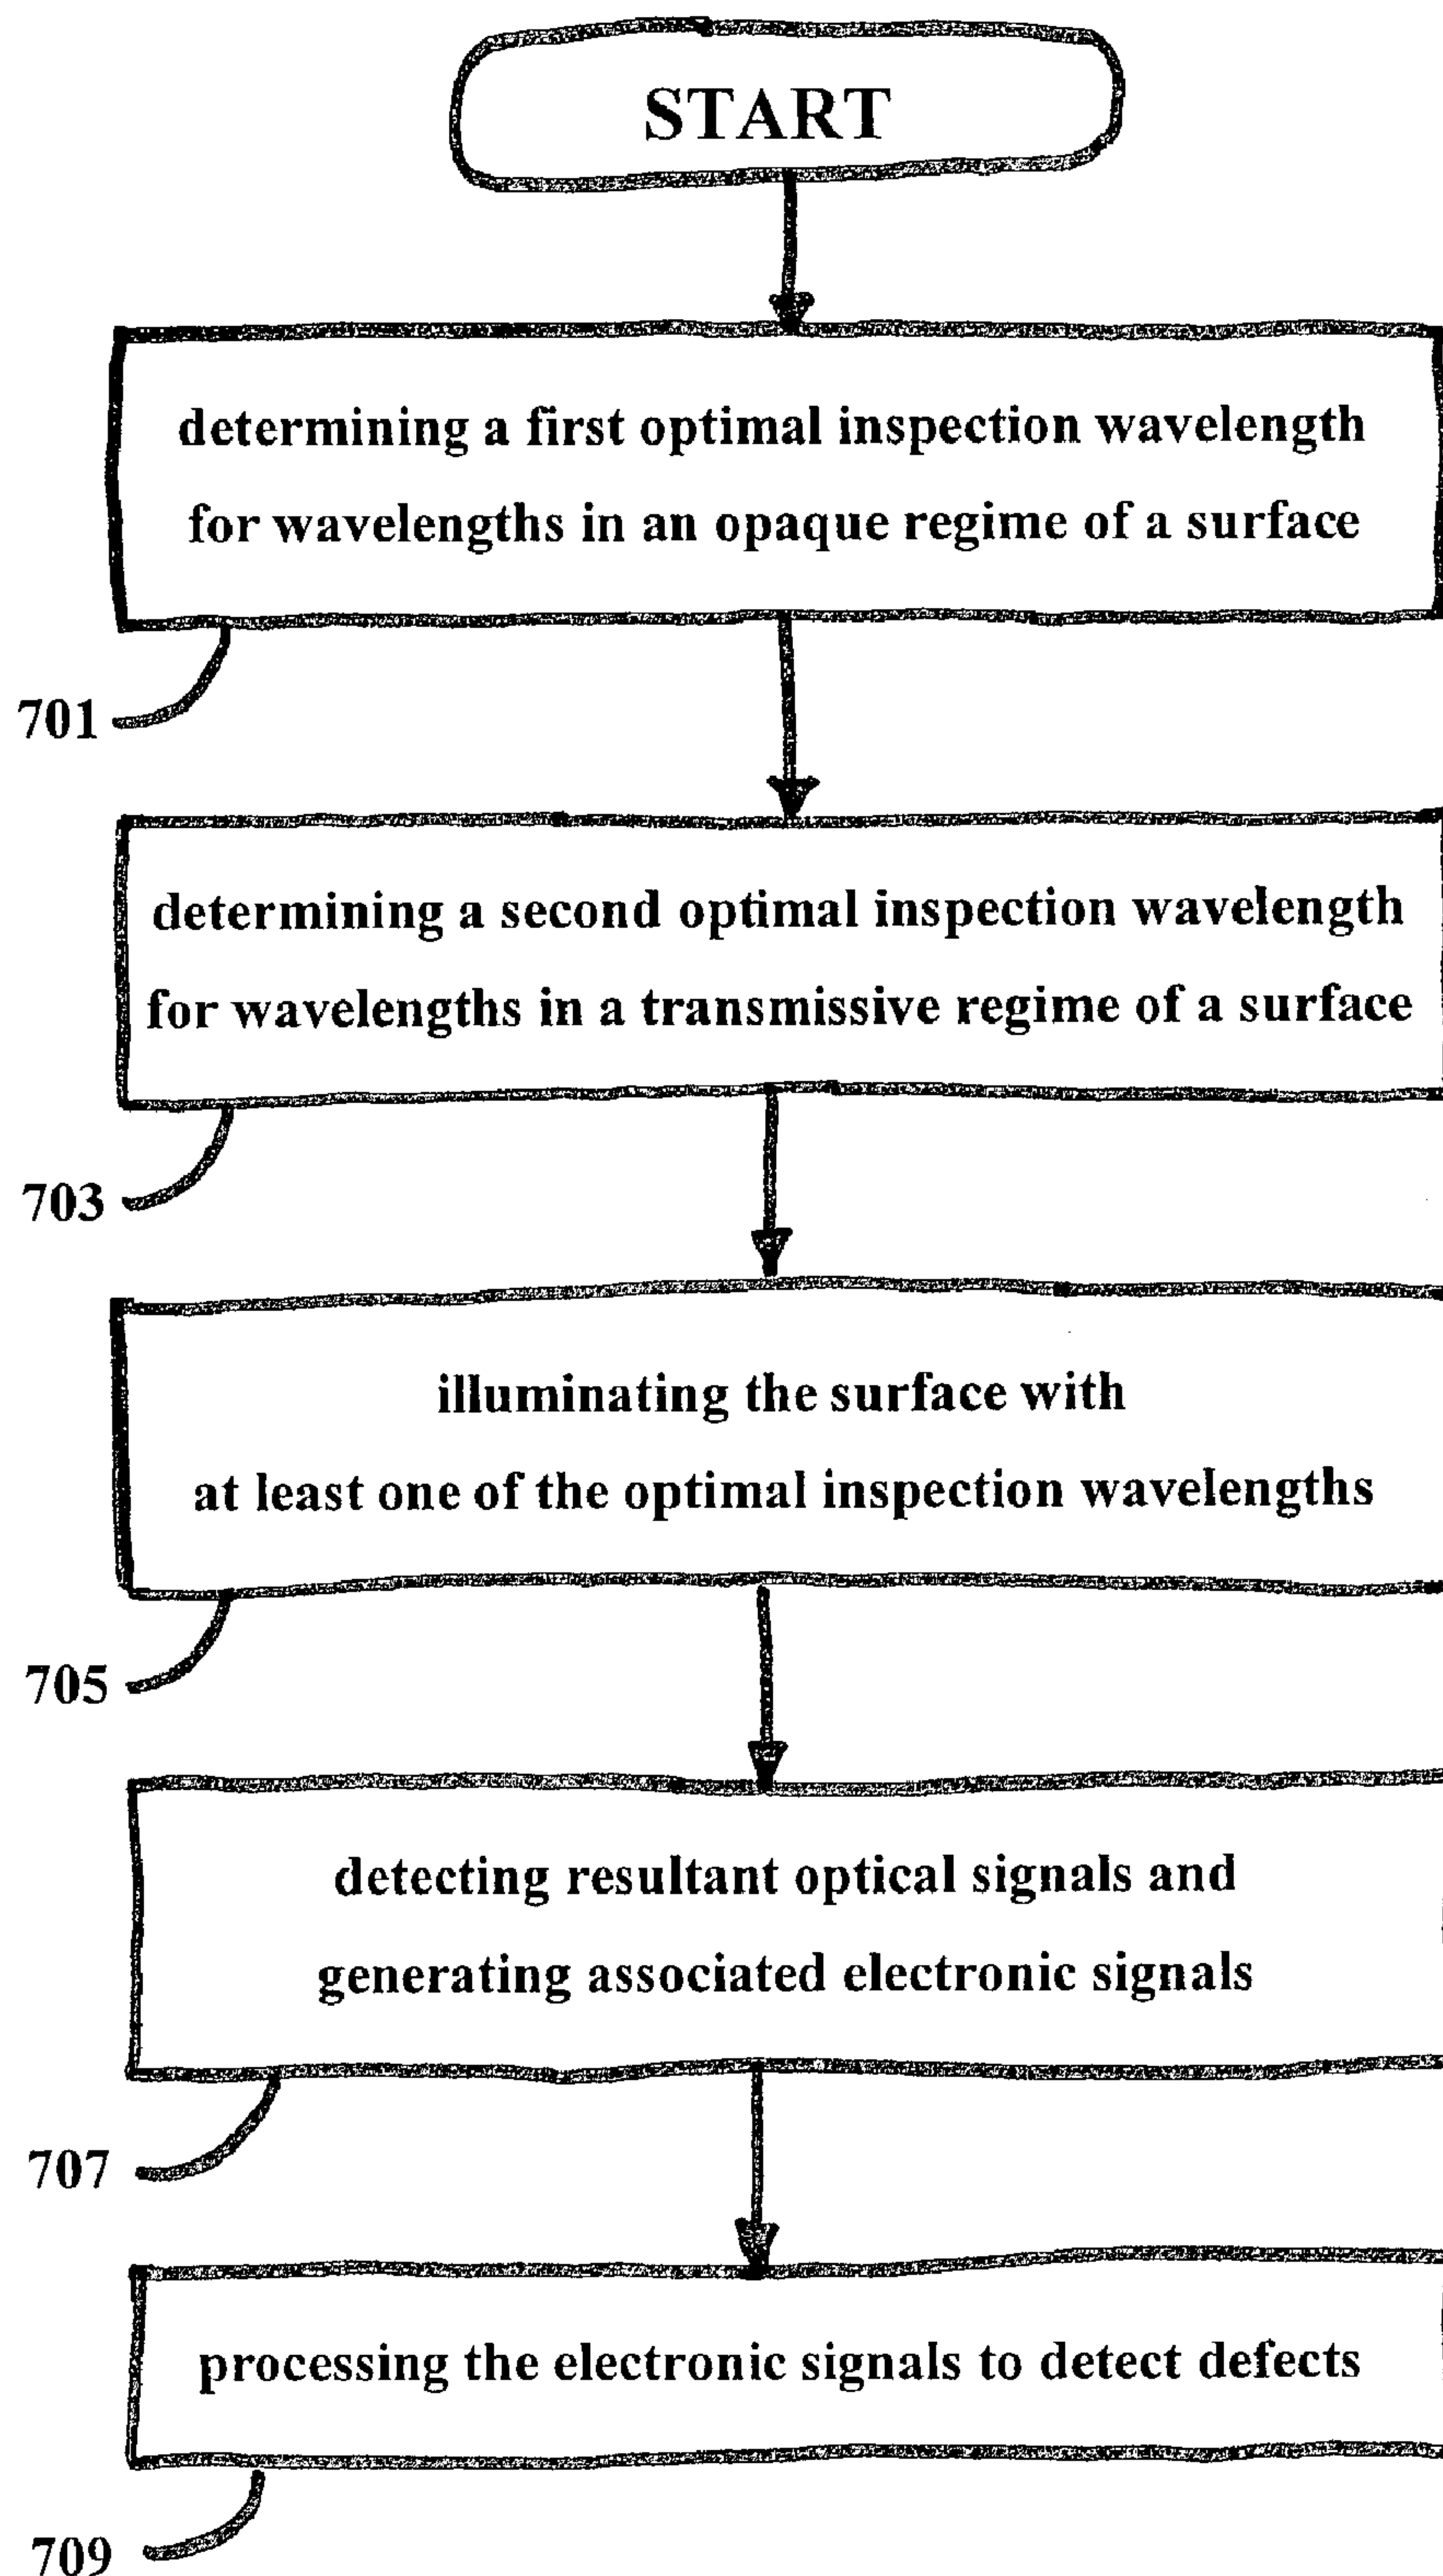 START
determining a first optimal inspection wavelength
for wavelengths in an opaque regime of a surface
701
determining a second optimal inspection wavelength
for wavelengths in a transmissive regime of a surface
703
illuminating the surface with
at least one of the optimal inspection wavelengths
705
detecting resultant optical signals and
generating associated electronic signals
707
processing the electronic signals to detect defects
709